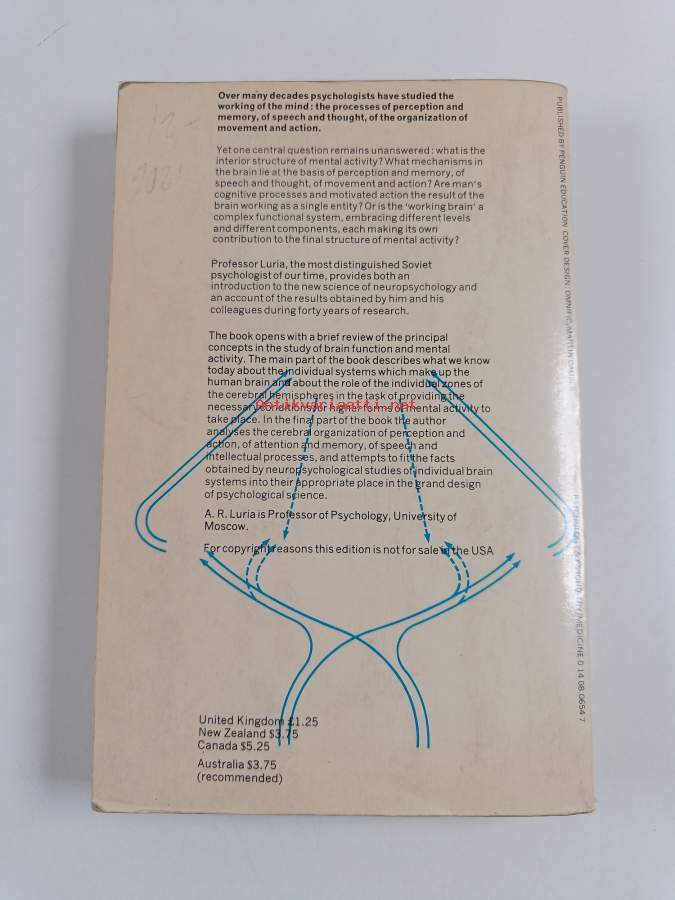 Over many decades psychologists have studied the
working of the mind : the processes of perception and
memory, of speech and thought, of the organization of
movement and action.
Yet one central question remains unanswered : what is the
interior structure of mental activity? What mechanisms in
the brain lie at the basis of perception and memory, of
speech and thought, of movement and action? Are man's
cognitive processes and motivated action the result of the
brain working as a single entity? Or is the 'working brain' a
complex functional system, embracing different levels
and different components, each making its own
contribution to the final structure of mental activity?
Professor Luria, the most distinguished Soviet
psychologist of our time, provides both an
introduction to the new science of neuropsychology and
an account of the results obtained by him and his
colleagues during forty years of research.
The book opens with a brief review of the principal
concepts in the study of brain function and mental
activity. The main part of the book describes what we know
today about the individual systems which make up the
human brain and about the role of the individual zones of
the cerebral hemispheres in the task of providing the
necessary conditions for higher forms of mental activity to
take place. In the final part of the book the author
analyses the cerebral organization of perception and
action, of attention and memory, of speech and
intellectual processes, and attempts to fit the facts
obtained by neuropsychological studies of individual brain
systems into their appropriate place in the grand design
of psychological science.
A. R. Luria is Professor of Psychology, University of
Moscow.
For copyright reasons this edition is not for sale in the USA
United Kingdom £1.25
New Zealand $3.75
Canada $5.25
Australia $3.75
(recommended)
PUBLISHED BY PENGUIN EDUCATION COVER DESIGN: OMNIFIC/MARTIN
MEDICINE 0 14 08.0654 7
Antikvariaatti.net